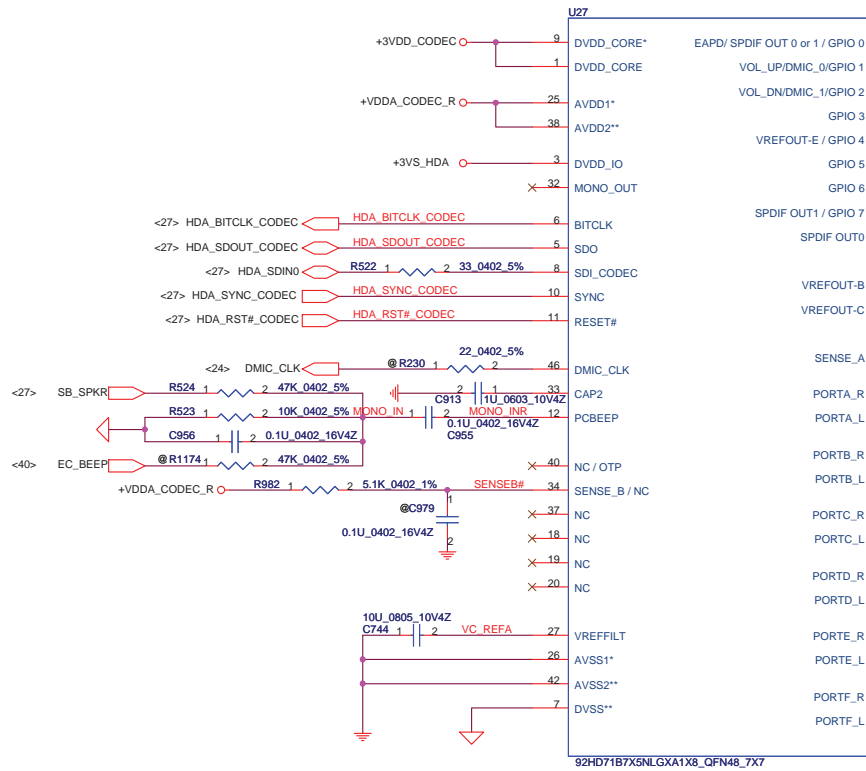 U27
+3VDD_CODEC 9 DVDD_CORE* EAPD/ SPDIF OUT 0 or 1 / GPIO 0
1 DVDD_CORE VOL_UP/DMIC_0/GPIO 1
VOL_DN/DMIC_1/GPIO 2
+VDDA_CODEC_R 25 AVDD1*
GPIO 3
38 AVDD2**
VREFOUT-E / GPIO 4
+3VS_HDA 3 DVDD_IO GPIO 5
32 MONO_OUT GPIO 6
SPDIF OUT1 / GPIO 7
<27> HDA_BITCLK_CODEC HDA_BITCLK_CODEC 6 BITCLK
SPDIF OUT0
<27> HDA_SDOUT_CODEC HDA_SDOUT_CODEC 5 SDO
<27> HDA_SDIN0 R522 1 2 33_0402_5% 8 SDI_CODEC
VREFOUT-B
<27> HDA_SYNC_CODEC HDA_SYNC_CODEC 10 SYNC
VREFOUT-C
<27> HDA_RST#_CODEC HDA_RST#_CODEC 11 RESET#
22_0402_5% SENSE_A
<24> DMIC_CLK @R230 1 2 46 DMIC_CLK
<27> SB_SPKR R524 1 2 47K_0402_5% 2 1 33 CAP2 PORTA_R
C913 1U_0603_10V4Z
R523 1 2 10K_0402_5% MONO_IN 1 2 MONO_INR 12 PCBEEP PORTA_L
0.1U_0402_16V4Z
C956 1 2 0.1U_0402_16V4Z C955
PORTB_R
<40> EC_BEEP @R1174 1 2 47K_0402_5% 40 NC / OTP
PORTB_L
+VDDA_CODEC_R R982 1 2 5.1K_0402_1% SENSEB# 34 SENSE_B / NC
1
@C979 37 NC PORTC_R
0.1U_0402_16V4Z 18 NC PORTC_L
2
19 NC
PORTD_R
20 NC
PORTD_L
10U_0805_10V4Z
C744 1 2 VC_REFA 27 VREFFILT PORTE_R
26 AVSS1* PORTE_L
42 AVSS2**
PORTF_R
7 DVSS**
PORTF_L
92HD71B7X5NLGXA1X8_QFN48_7X7